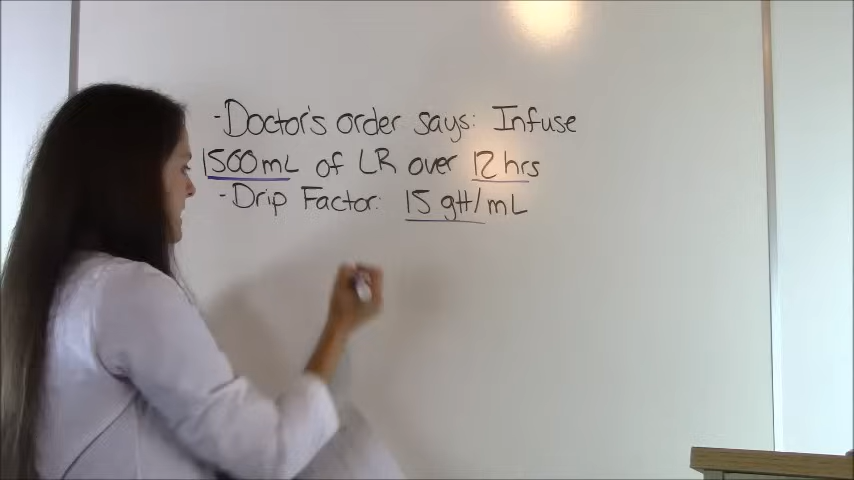 -Doctor's order says: Infuse
1500mL of LR over 12 hrs
-Drip Factor: 15 gtt/mL